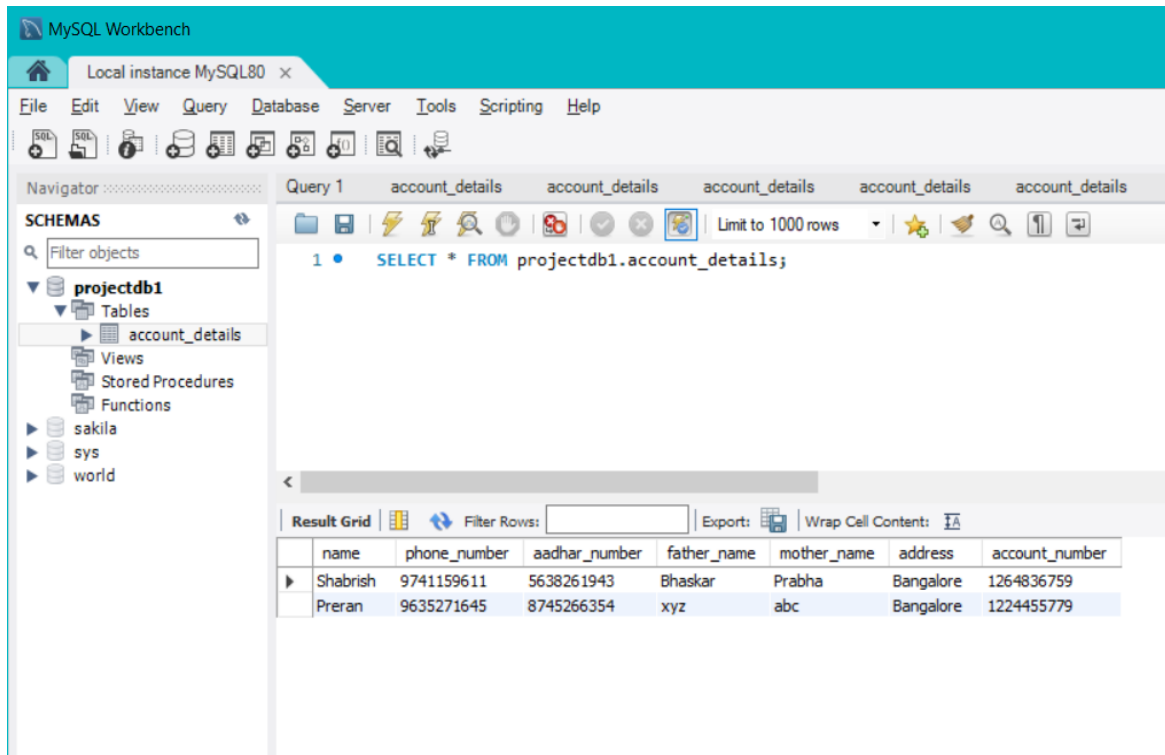 MySQL Workbench
Local instance MySQL80 ×
File Edit View Query Database Server Tools Scripting Help
Navigator
SCHEMAS
Filter objects
projectdb1
Tables
account_details
Views
Stored Procedures
Functions
sakila
sys
world
Query 1 account_details account_details account_details account_details account_details
Limit to 1000 rows
1 SELECT * FROM projectdb1.account_details;
Result Grid Filter Rows: Export: Wrap Cell Content: IA
name phone_number aadhar_number father_name mother_name address account_number
Shabrish 9741159611 5638261943 Bhaskar Prabha Bangalore 1264836759
Preran 9635271645 8745266354 xyz abc Bangalore 1224455779